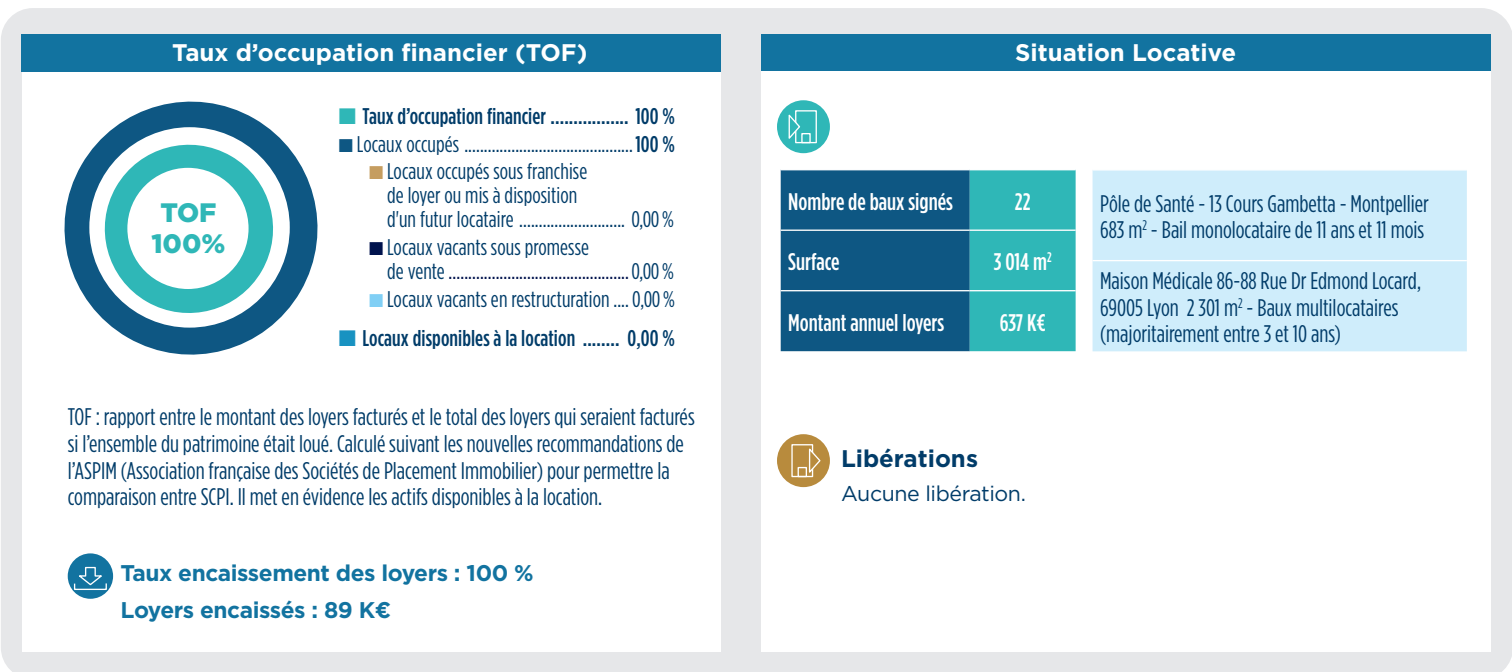 Taux d’occupation financier (TOF)
TOF
100%
Taux d’occupation financier ................. 100 %
Locaux occupés ........................................... 100 %
Locaux occupés sous franchise
de loyer ou mis à disposition
d'un futur locataire ........................... 0,00 %
Locaux vacants sous promesse
de vente .............................................. 0,00 %
Locaux vacants en restructuration .... 0,00 %
Locaux disponibles à la location ........ 0,00 %
TOF : rapport entre le montant des loyers facturés et le total des loyers qui seraient facturés
si l’ensemble du patrimoine était loué. Calculé suivant les nouvelles recommandations de
l’ASPIM (Association française des Sociétés de Placement Immobilier) pour permettre la
comparaison entre SCPI. Il met en évidence les actifs disponibles à la location.
Taux encaissement des loyers : 100 %
Loyers encaissés : 89 K€
Situation Locative
Nombre de baux signés 22
Surface 3 014 m²
Montant annuel loyers 637 K€
Pôle de Santé - 13 Cours Gambetta - Montpellier
683 m² - Bail monolocataire de 11 ans et 11 mois
Maison Médicale 86-88 Rue Dr Edmond Locard,
69005 Lyon 2 301 m² - Baux multilocataires
(majoritairement entre 3 et 10 ans)
Libérations
Aucune libération.